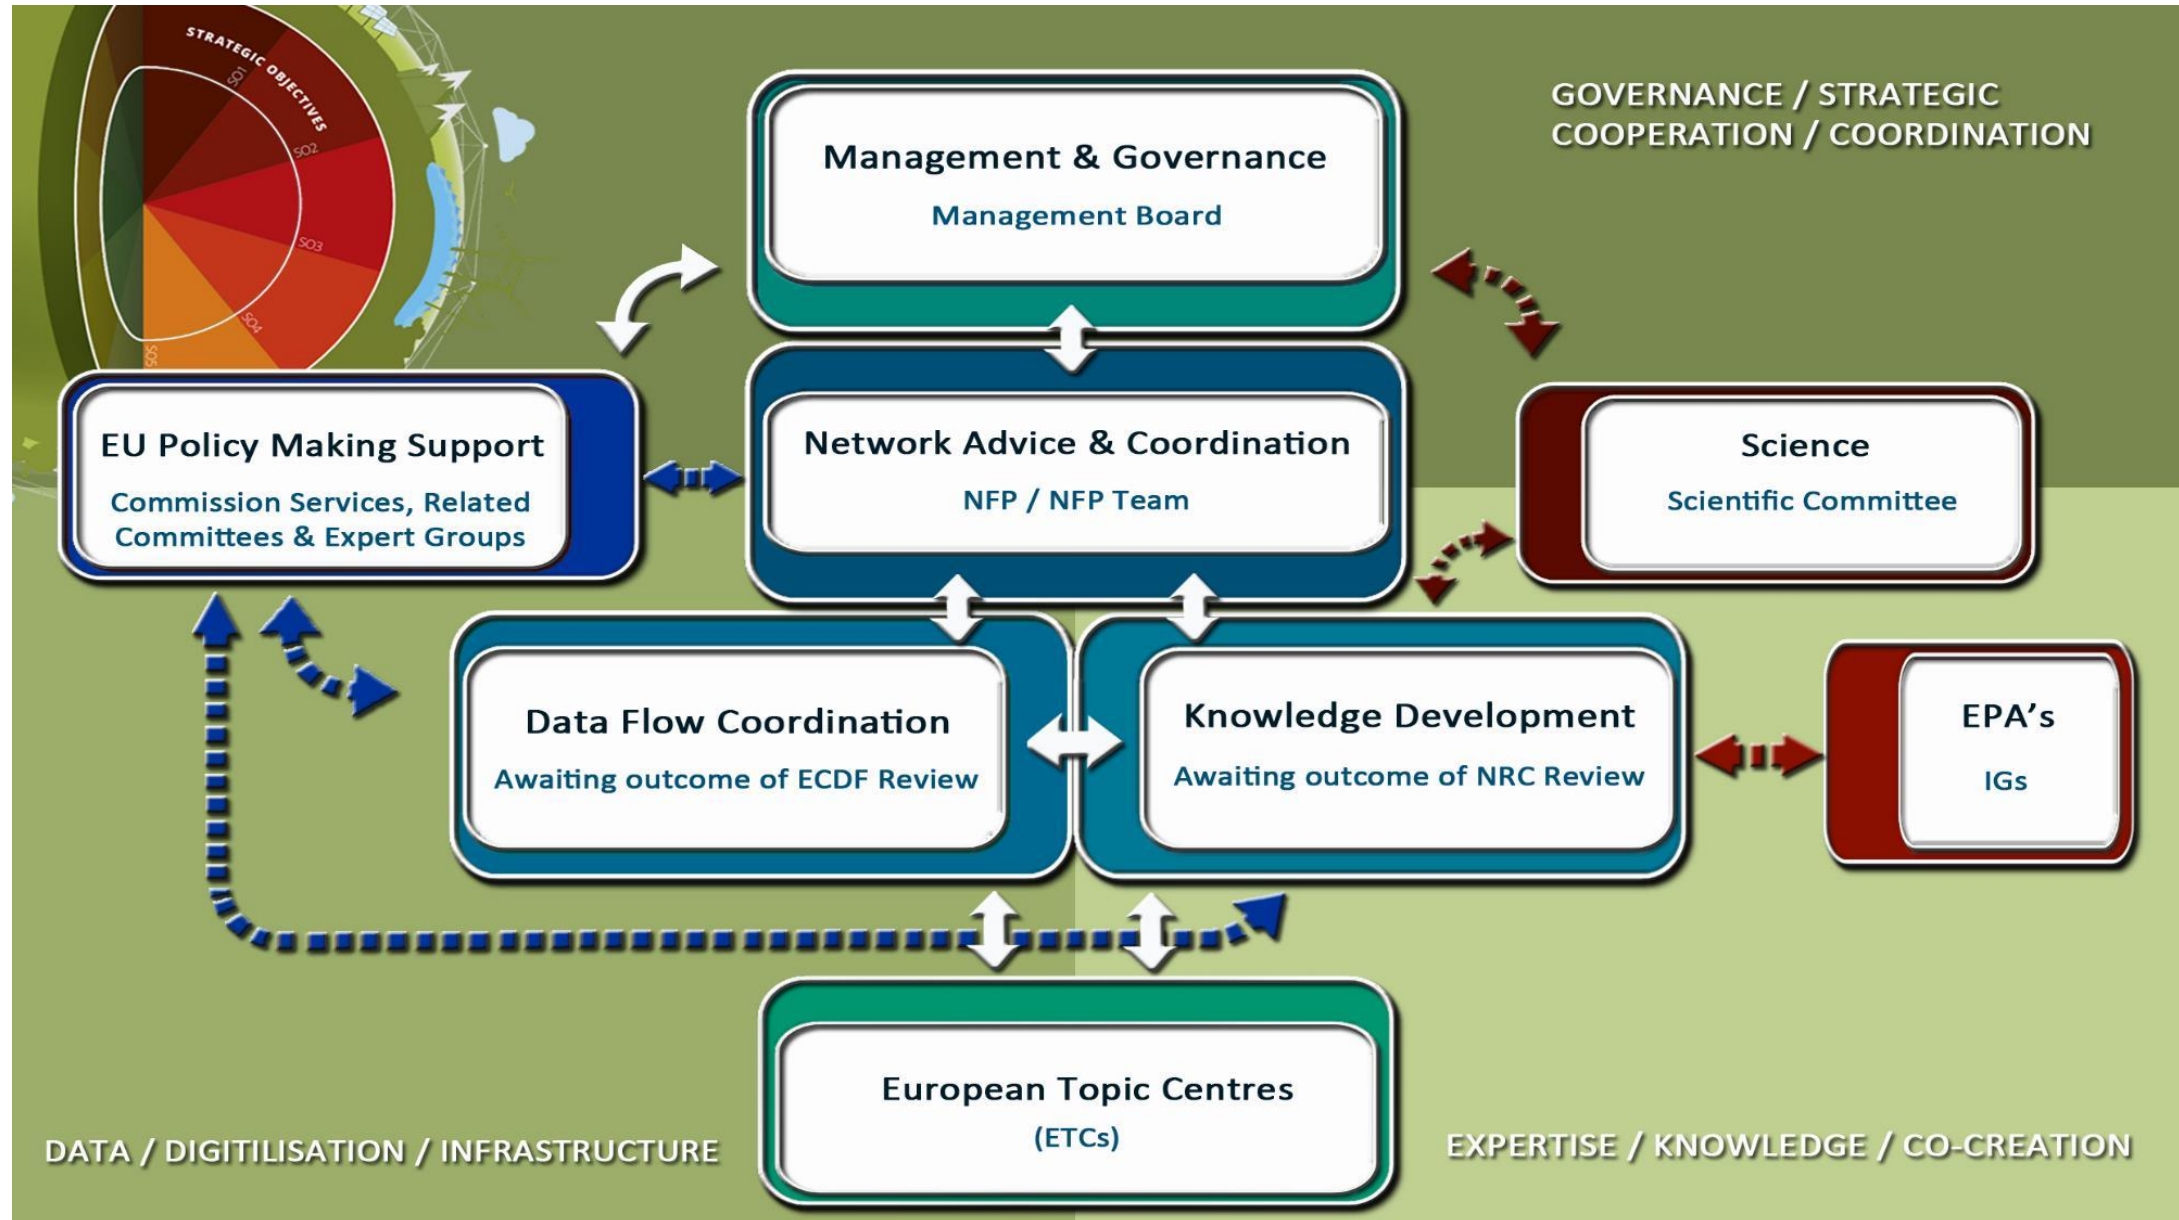 STRATEGIC OBJECTIVES
SO1
SO2
SO3
SO4
SO5
GOVERNANCE / STRATEGIC
COOPERATION / COORDINATION
Management & Governance
Management Board
EU Policy Making Support
Commission Services, Related
Committees & Expert Groups
Network Advice & Coordination
NFP / NFP Team
Science
Scientific Committee
Data Flow Coordination
Awaiting outcome of ECDF Review
Knowledge Development
Awaiting outcome of NRC Review
EPA’s
IGs
European Topic Centres
(ETCs)
DATA / DIGITILISATION / INFRASTRUCTURE
EXPERTISE / KNOWLEDGE / CO-CREATION